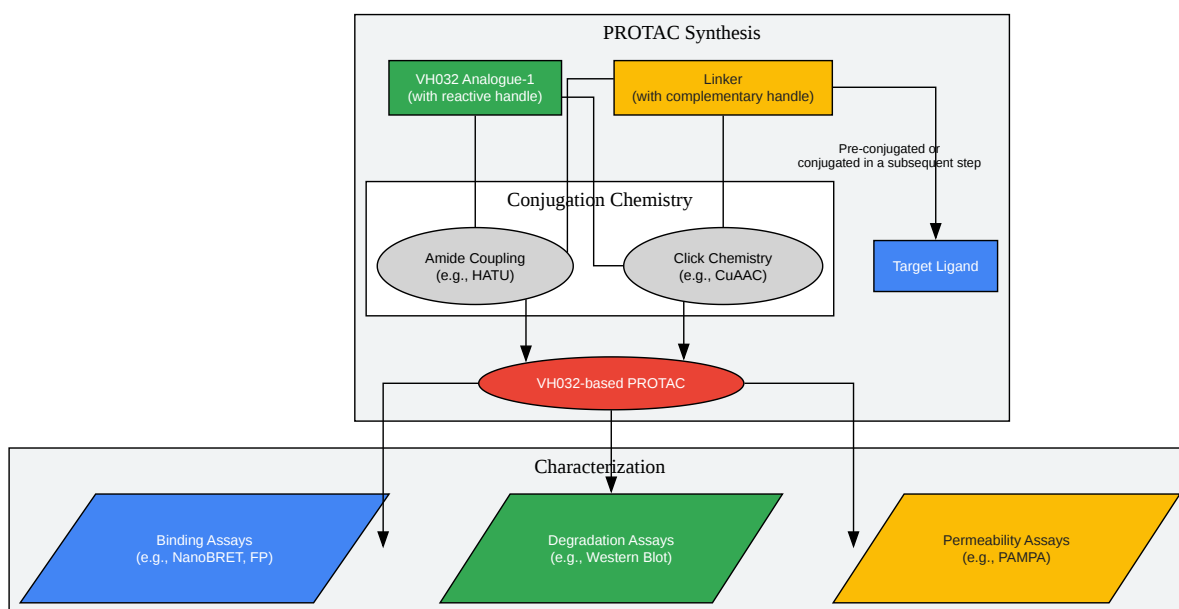 PROTAC Synthesis
VH032 Analogue-1
(with reactive handle)
Linker
(with complementary handle)
Pre-conjugated or
conjugated in a subsequent step
Conjugation Chemistry
Amide Coupling
(e.g., HATU)
Click Chemistry
(e.g., CuAAC)
Target Ligand
VH032-based PROTAC
Characterization
Binding Assays
(e.g., NanoBRET, FP)
Degradation Assays
(e.g., Western Blot)
Permeability Assays
(e.g., PAMPA)